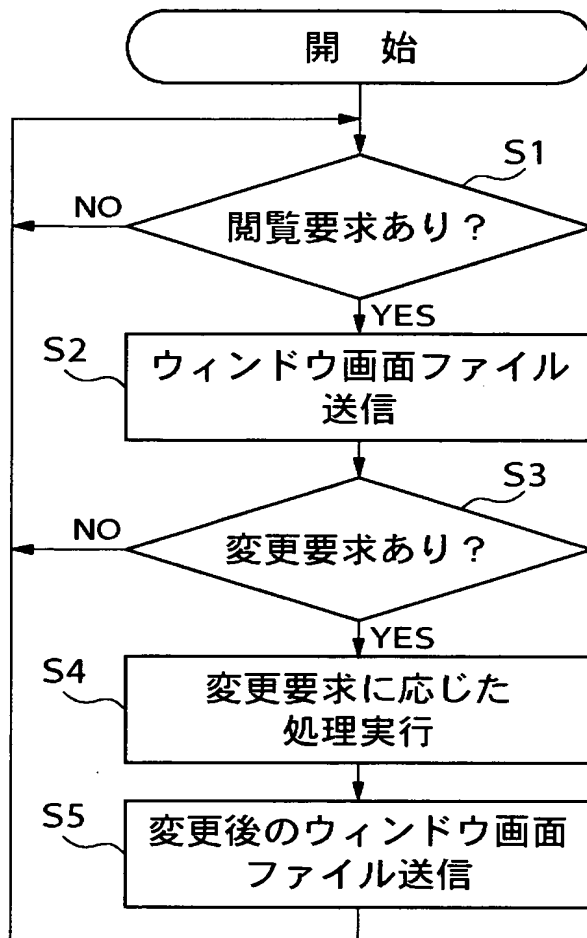 開 始
S1
NO
閲覧要求あり?
YES
S2
ウィンドウ画面ファイル
送信
S3
NO
変更要求あり?
YES
S4
変更要求に応じた
処理実行
S5
変更後のウィンドウ画面
ファイル送信